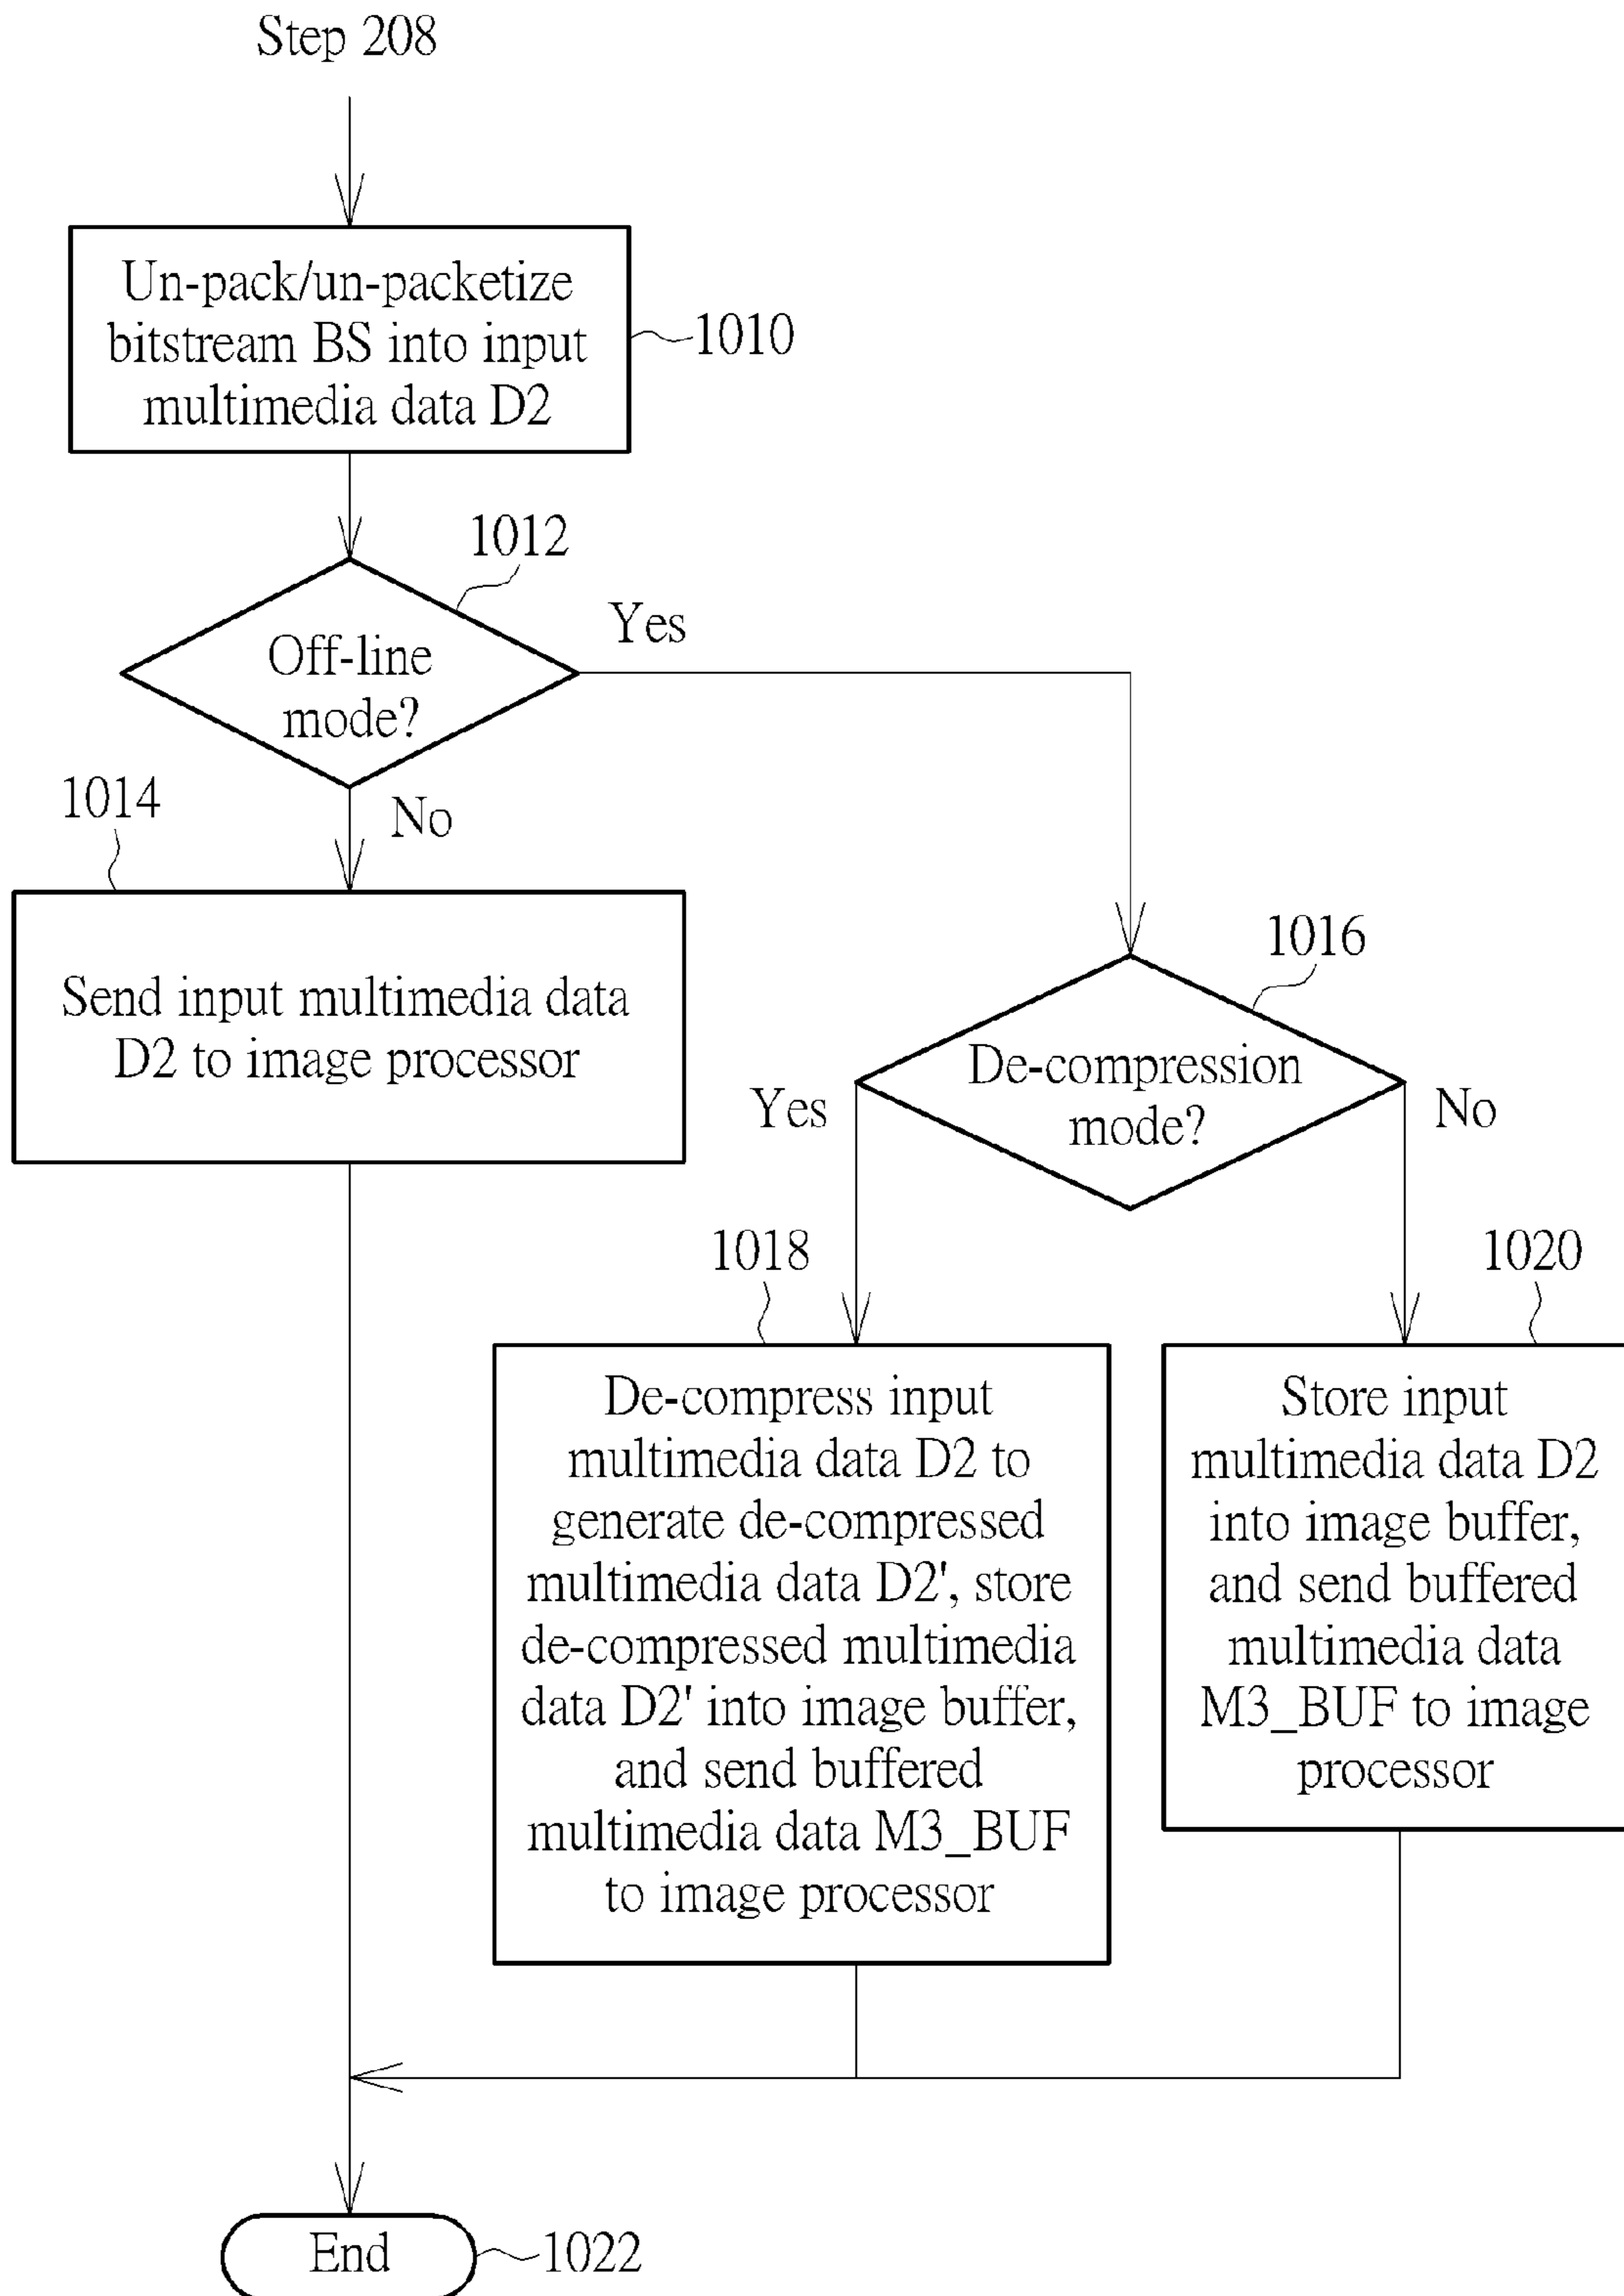 Step 208
Un-pack/un-packetize
bitstream BS into input
multimedia data D2
1010
1012
Off-line
mode?
Yes
No
1014
Send input multimedia data
D2 to image processor
1016
De-compression
mode?
Yes
No
1018
De-compress input
multimedia data D2 to
generate de-compressed
multimedia data D2', store
de-compressed multimedia
data D2' into image buffer,
and send buffered
multimedia data M3_BUF
to image processor
1020
Store input
multimedia data D2
into image buffer,
and send buffered
multimedia data
M3_BUF to image
processor
End
1022